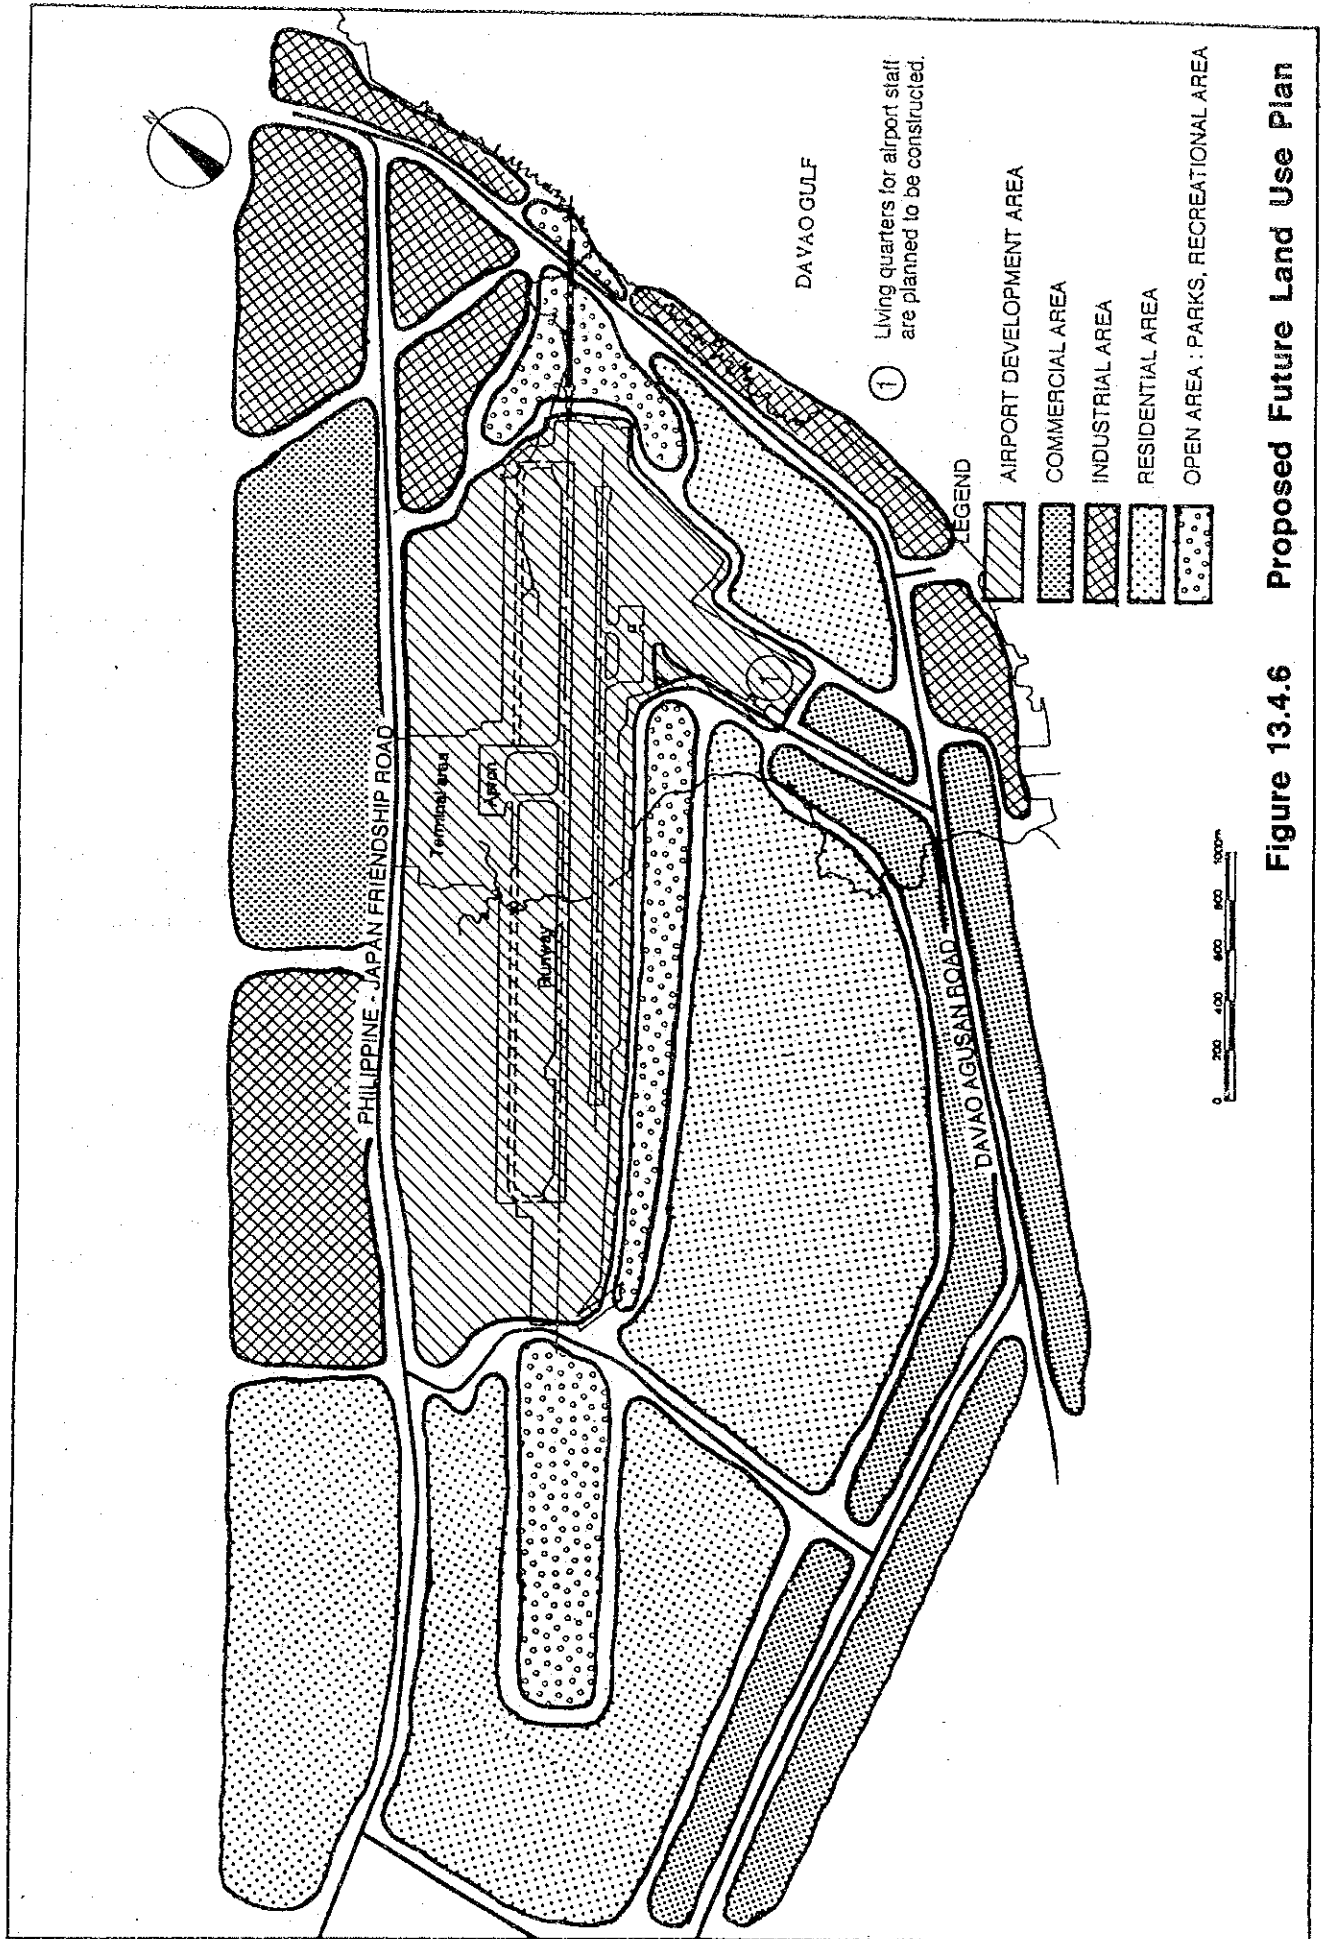 N
DAVAO GULF
1 Living quarters for airport staff
are planned to be constructed.
PHILIPPINE - JAPAN FRIENDSHIP ROAD
Terminal area
Apron
Runway
1
DAVAO AGUSAN ROAD
LEGEND
AIRPORT DEVELOPMENT AREA
COMMERCIAL AREA
INDUSTRIAL AREA
RESIDENTIAL AREA
OPEN AREA : PARKS, RECREATIONAL AREA
0 200 400 600 800 1000m
Figure 13.4.6 Proposed Future Land Use Plan